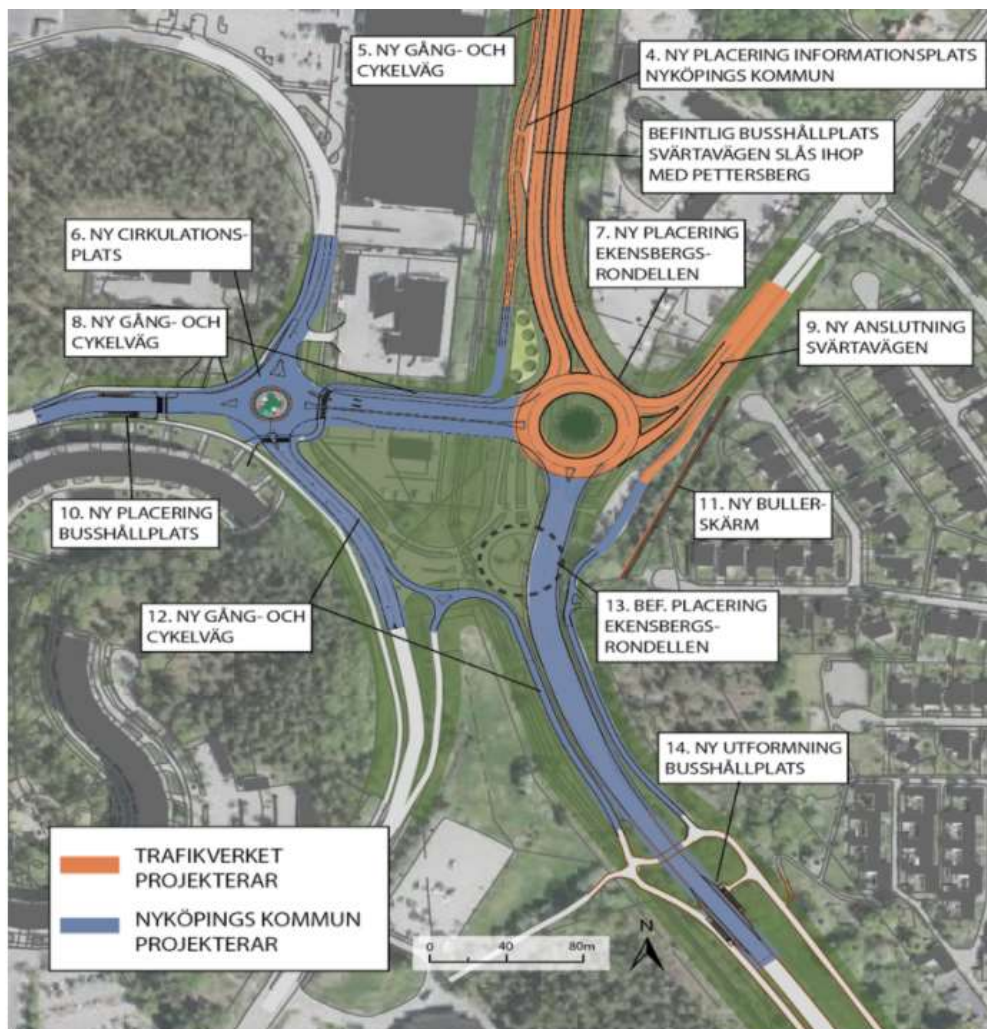 5. NY GÅNG- OCH
CYKELVÄG
4. NY PLACERING INFORMATIONSPLATS
NYKÖPINGS KOMMUN
BEFINTLIG BUSSHÅLLPLATS
SVÄRTAVÄGEN SLÅS IHOP
MED PETTERSBERG
6. NY CIRKULATIONS-
PLATS
7. NY PLACERING
EKENSBERGS-
RONDELLEN
8. NY GÅNG- OCH
CYKELVÄG
9. NY ANSLUTNING
SVÄRTAVÄGEN
10. NY PLACERING
BUSSHÅLLPLATS
11. NY BULLER-
SKÄRM
12. NY GÅNG- OCH
CYKELVÄG
13. BEF. PLACERING
EKENSBERGS-
RONDELLEN
14. NY UTFORMNING
BUSSHÅLLPLATS
TRAFIKVERKET
PROJEKTERAR
NYKÖPINGS KOMMUN
PROJEKTERAR
0 40 80m
N